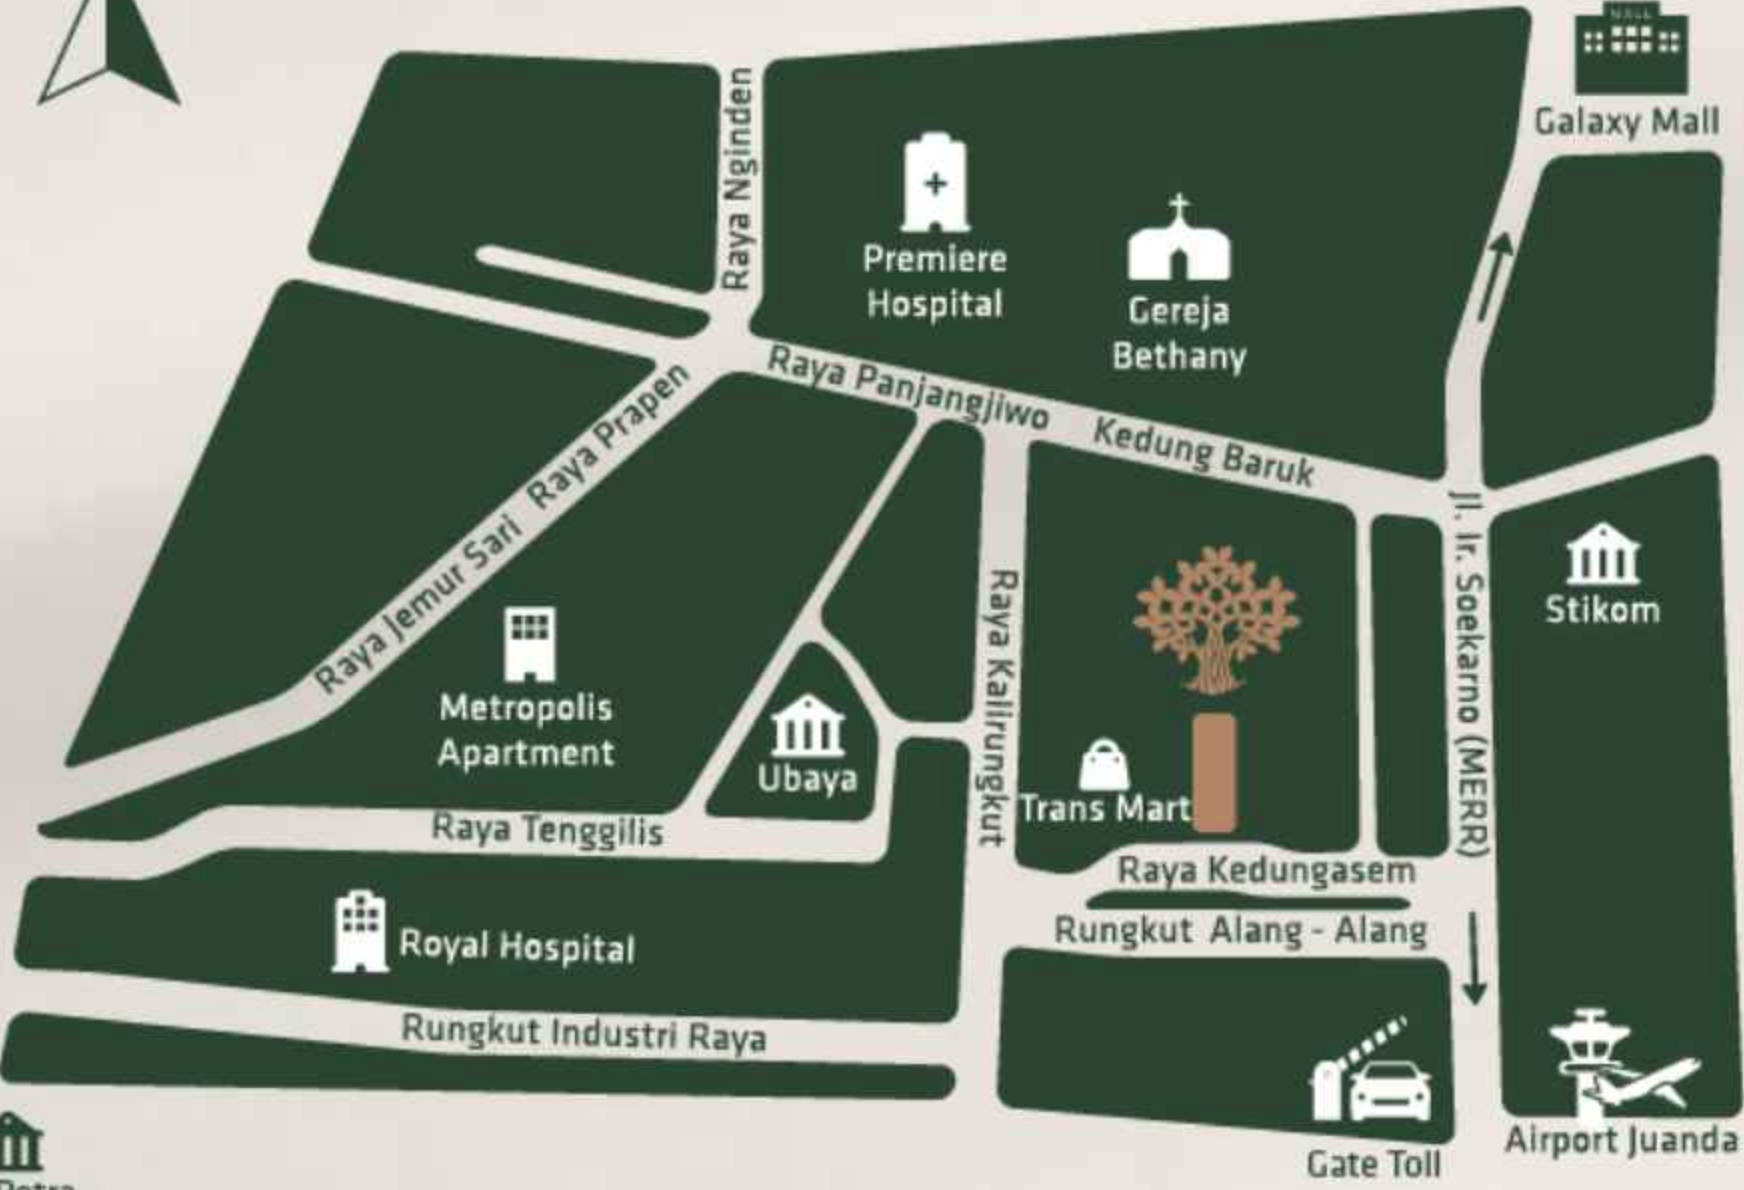 MALL
Galaxy Mall
Raya Nginden
Premiere
Hospital
Gereja
Bethany
Raya Panjangjiwo
Kedung Baruk
Raya Prapen
Raya Jemur Sari
Jl. Ir. Soekarno (MERR)
Stikom
Metropolis
Apartment
Raya Kalirungkut
Ubaya
Trans Mart
Raya Tenggilis
Raya Kedungasem
Rungkut Alang - Alang
Royal Hospital
Rungkut Industri Raya
Gate Toll
Airport Juanda